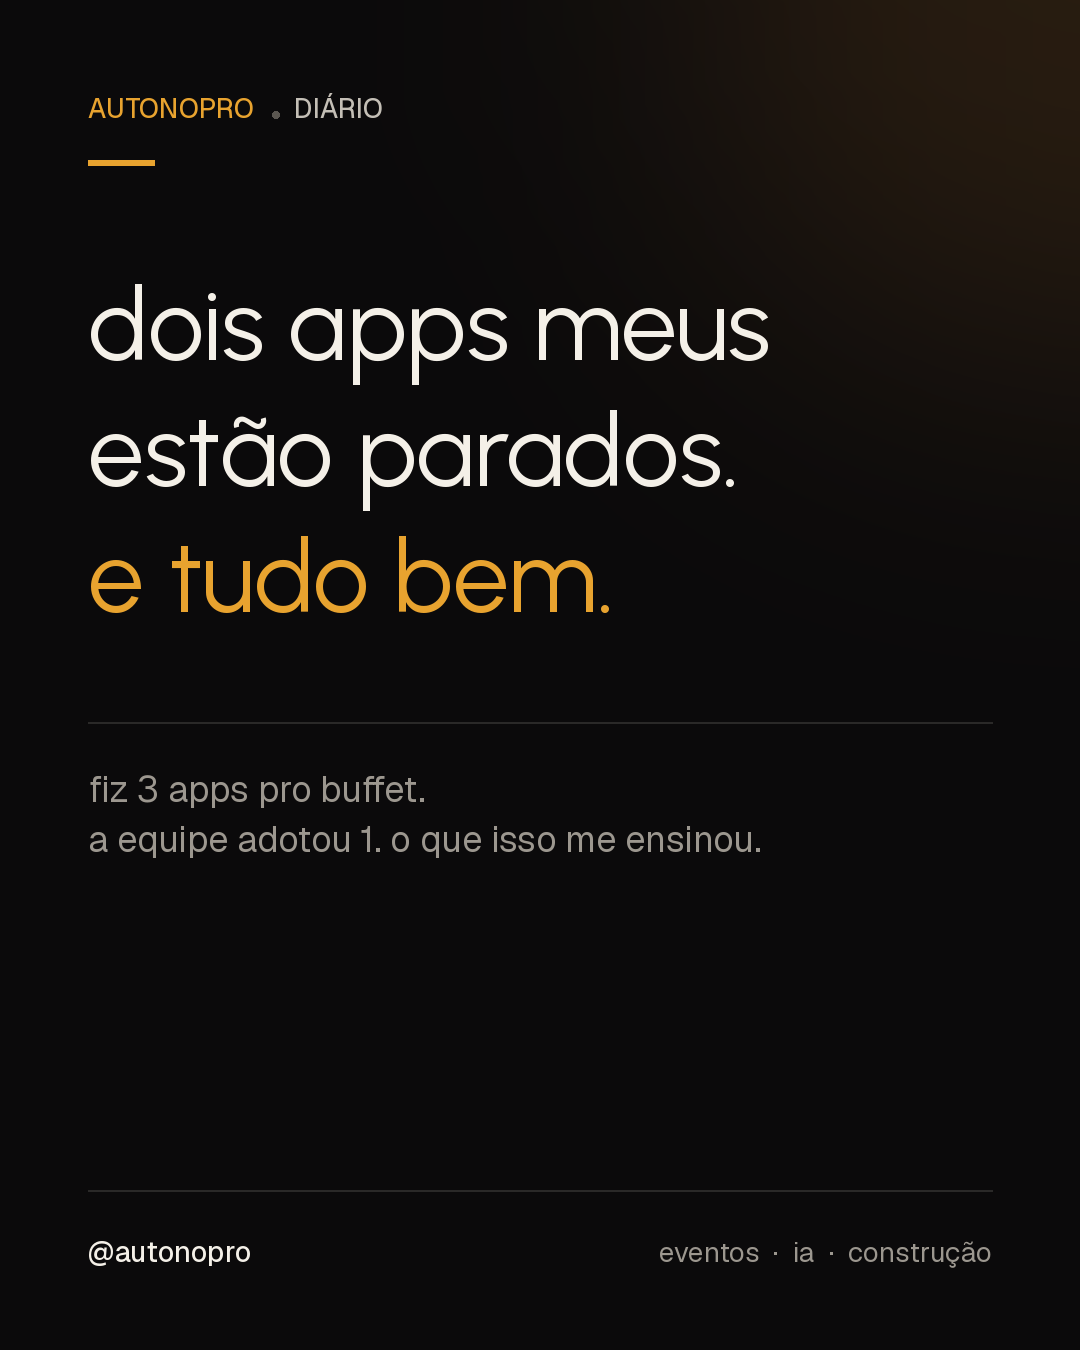 AUTONOPRO • DIÁRIO
dois apps meus
estão parados.
e tudo bem.
fiz 3 apps pro buffet.
a equipe adotou 1. o que isso me ensinou.
@autonopro
eventos · ia · construção